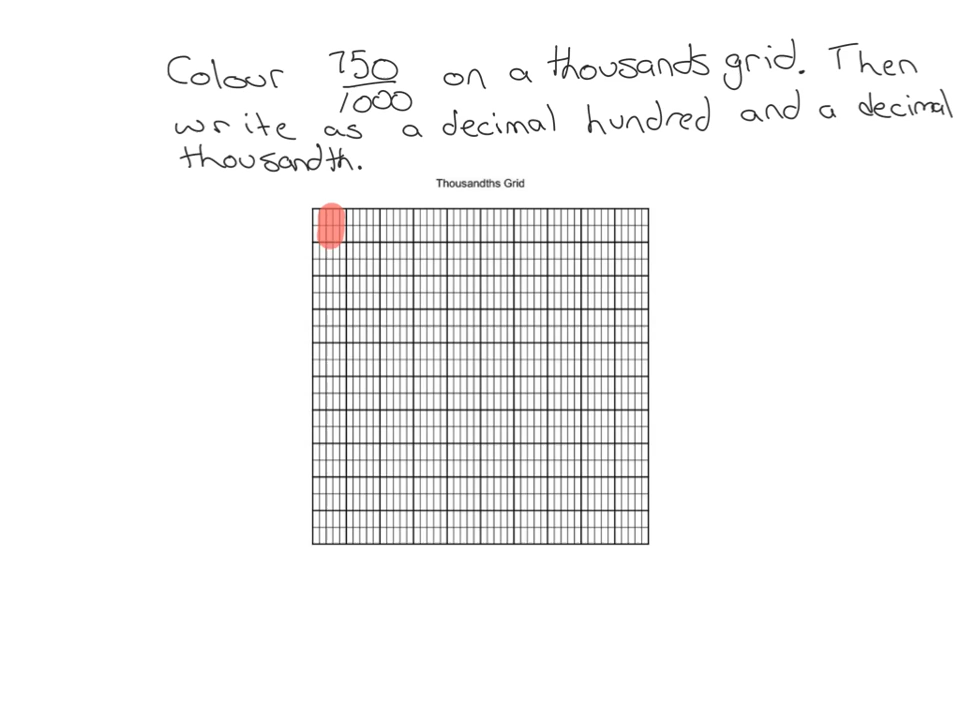 Colour 750/1000 on a thousands grid. Then
write as a decimal hundred and a decimal
thousandth.
Thousandths Grid